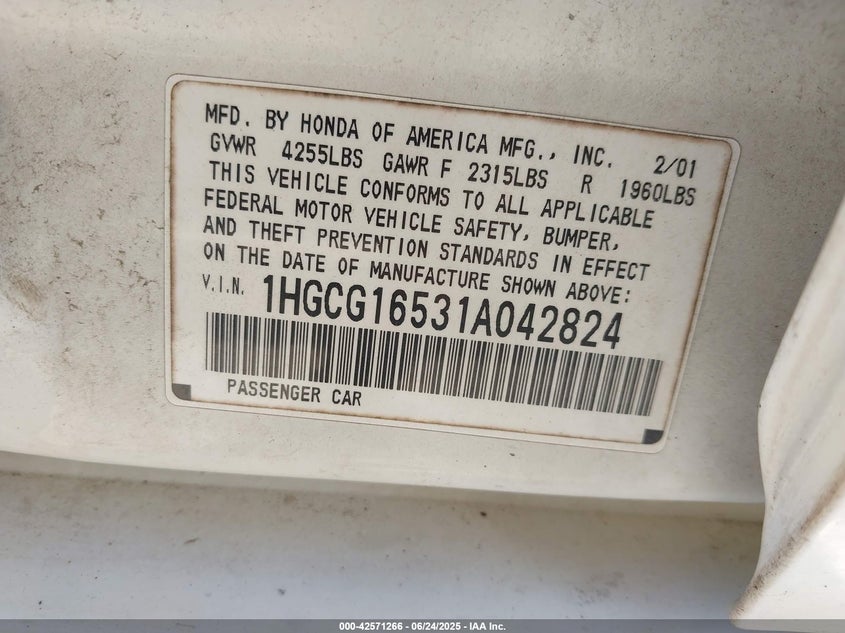 MFD. BY HONDA OF AMERICA MFG., INC. 2/01
GVWR 4255LBS GAWR F 2315LBS R 1960LBS
THIS VEHICLE CONFORMS TO ALL APPLICABLE
FEDERAL MOTOR VEHICLE SAFETY, BUMPER,
AND THEFT PREVENTION STANDARDS IN EFFECT
ON THE DATE OF MANUFACTURE SHOWN ABOVE:
V.I.N. 1HGCG16531A042824
PASSENGER CAR
000-42571266 - 06/24/2025 - IAA Inc.